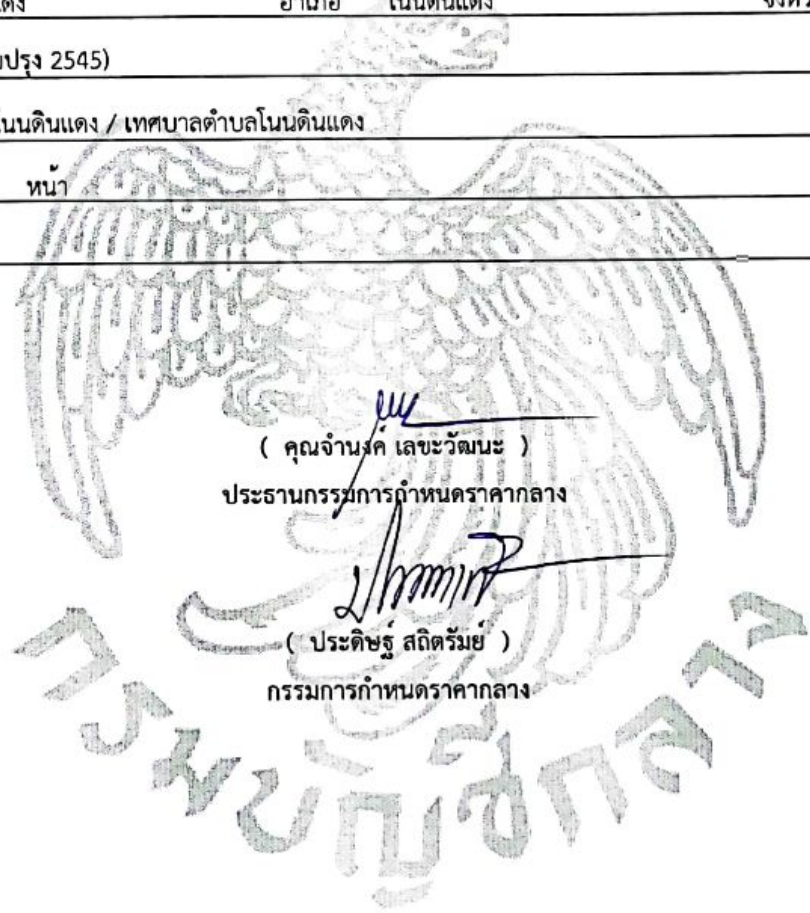 อำเภอ โนนดินแดง
ปรุง 2545)
นนดินแดง / เทศบาลตำบลโนนดินแดง
หน้า
( คุณจำนงค์ เลขะวัฒนะ )
ประธานกรรมการกำหนดราคากลาง
( ประดิษฐ์ สถิตรัมย์ )
กรรมการกำหนดราคากลาง
กรมบัญชีกลาง